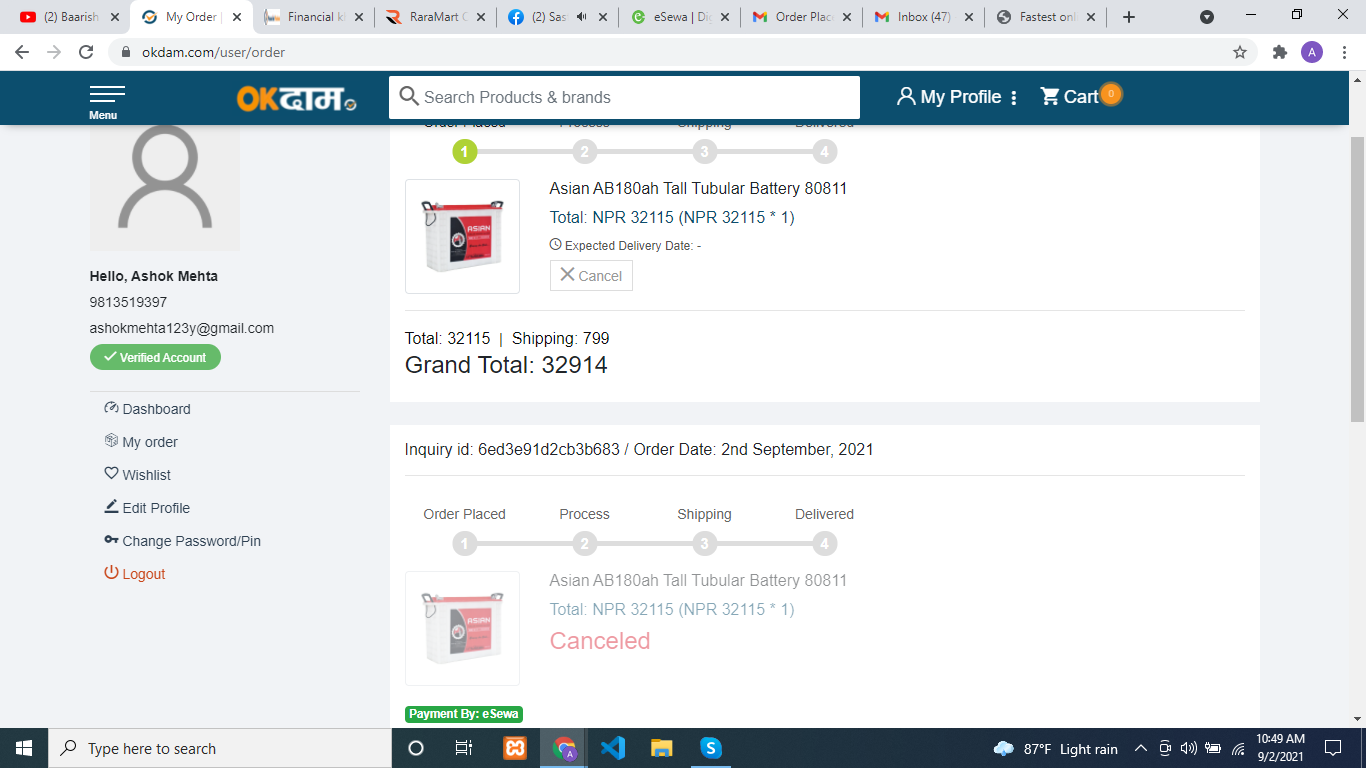 (2) Baarish
My Order |
Financial kh
RaraMart C
(2) Sas
eSewa | Dig
Order Plac
Inbox (47)
Fastest onl
okdam.com/user/order
A
Menu
OKदाम
Search Products & brands
My Profile
Cart
0
Order Placed
Process
Shipping
Delivered
1
2
3
4
Asian AB180ah Tall Tubular Battery 80811
Total: NPR 32115 (NPR 32115 * 1)
Expected Delivery Date: -
Cancel
ASIAN
Total: 32115 | Shipping: 799
Grand Total: 32914
Hello, Ashok Mehta
9813519397
ashokmehta123y@gmail.com
Verified Account
Dashboard
My order
Wishlist
Edit Profile
Change Password/Pin
Logout
Inquiry id: 6ed3e91d2cb3b683 / Order Date: 2nd September, 2021
Order Placed
Process
Shipping
Delivered
1
2
3
4
Asian AB180ah Tall Tubular Battery 80811
Total: NPR 32115 (NPR 32115 * 1)
Canceled
ASIAN
Payment By: eSewa
Type here to search
A
87°F Light rain
10:49 AM
9/2/2021